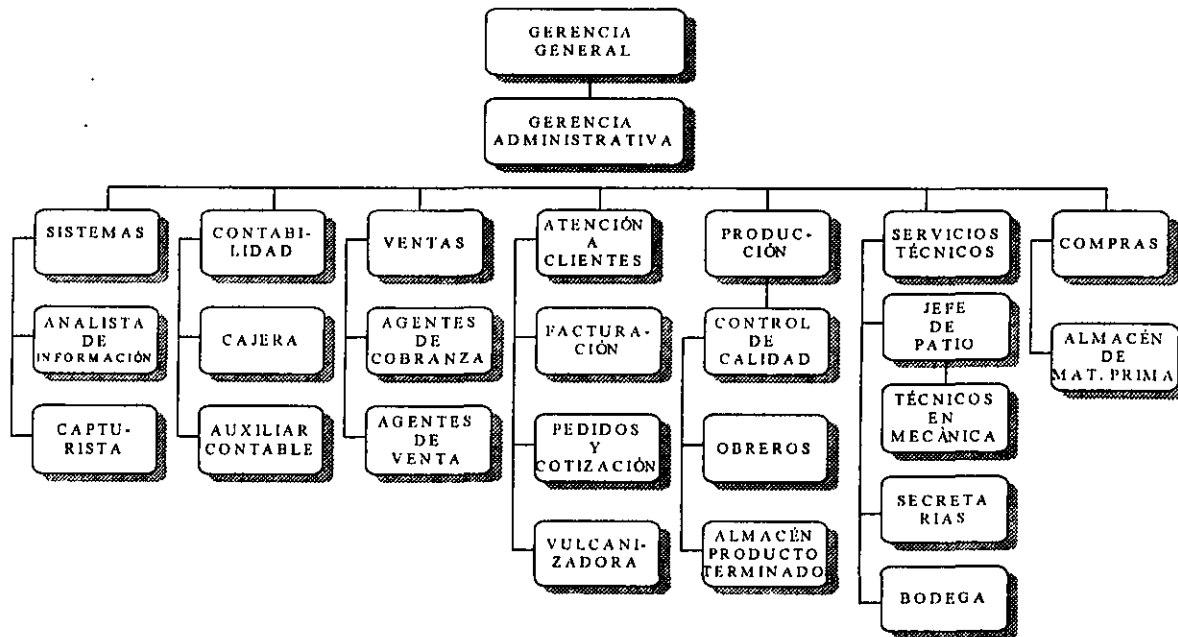 GERENCIA
GENERAL
GERENCIA
ADMINISTRATIVA
SISTEMAS
CONTABI-
LIDAD
VENTAS
ATENCIÓN
A
CLIENTES
PRODUC-
CIÓN
SERVICIOS
TÉCNICOS
COMPRAS
ANALISTA
DE
INFORMACIÓN
CAJERA
AGENTES
DE
COBRANZA
FACTURA-
CIÓN
CONTROL
DE
CALIDAD
JEFE
DE
PATIO
ALMACÉN
DE
MAT. PRIMA
CAPTU-
RISTA
AUXILIAR
CONTABLE
AGENTES
DE
VENTA
PEDIDOS
Y
COTIZACIÓN
OBREROS
TÉCNICOS
EN
MECÁNICA
VULCANI-
ZADORA
ALMACÉN
PRODUCTO
TERMINADO
SECRETA
RIAS
BODEGA